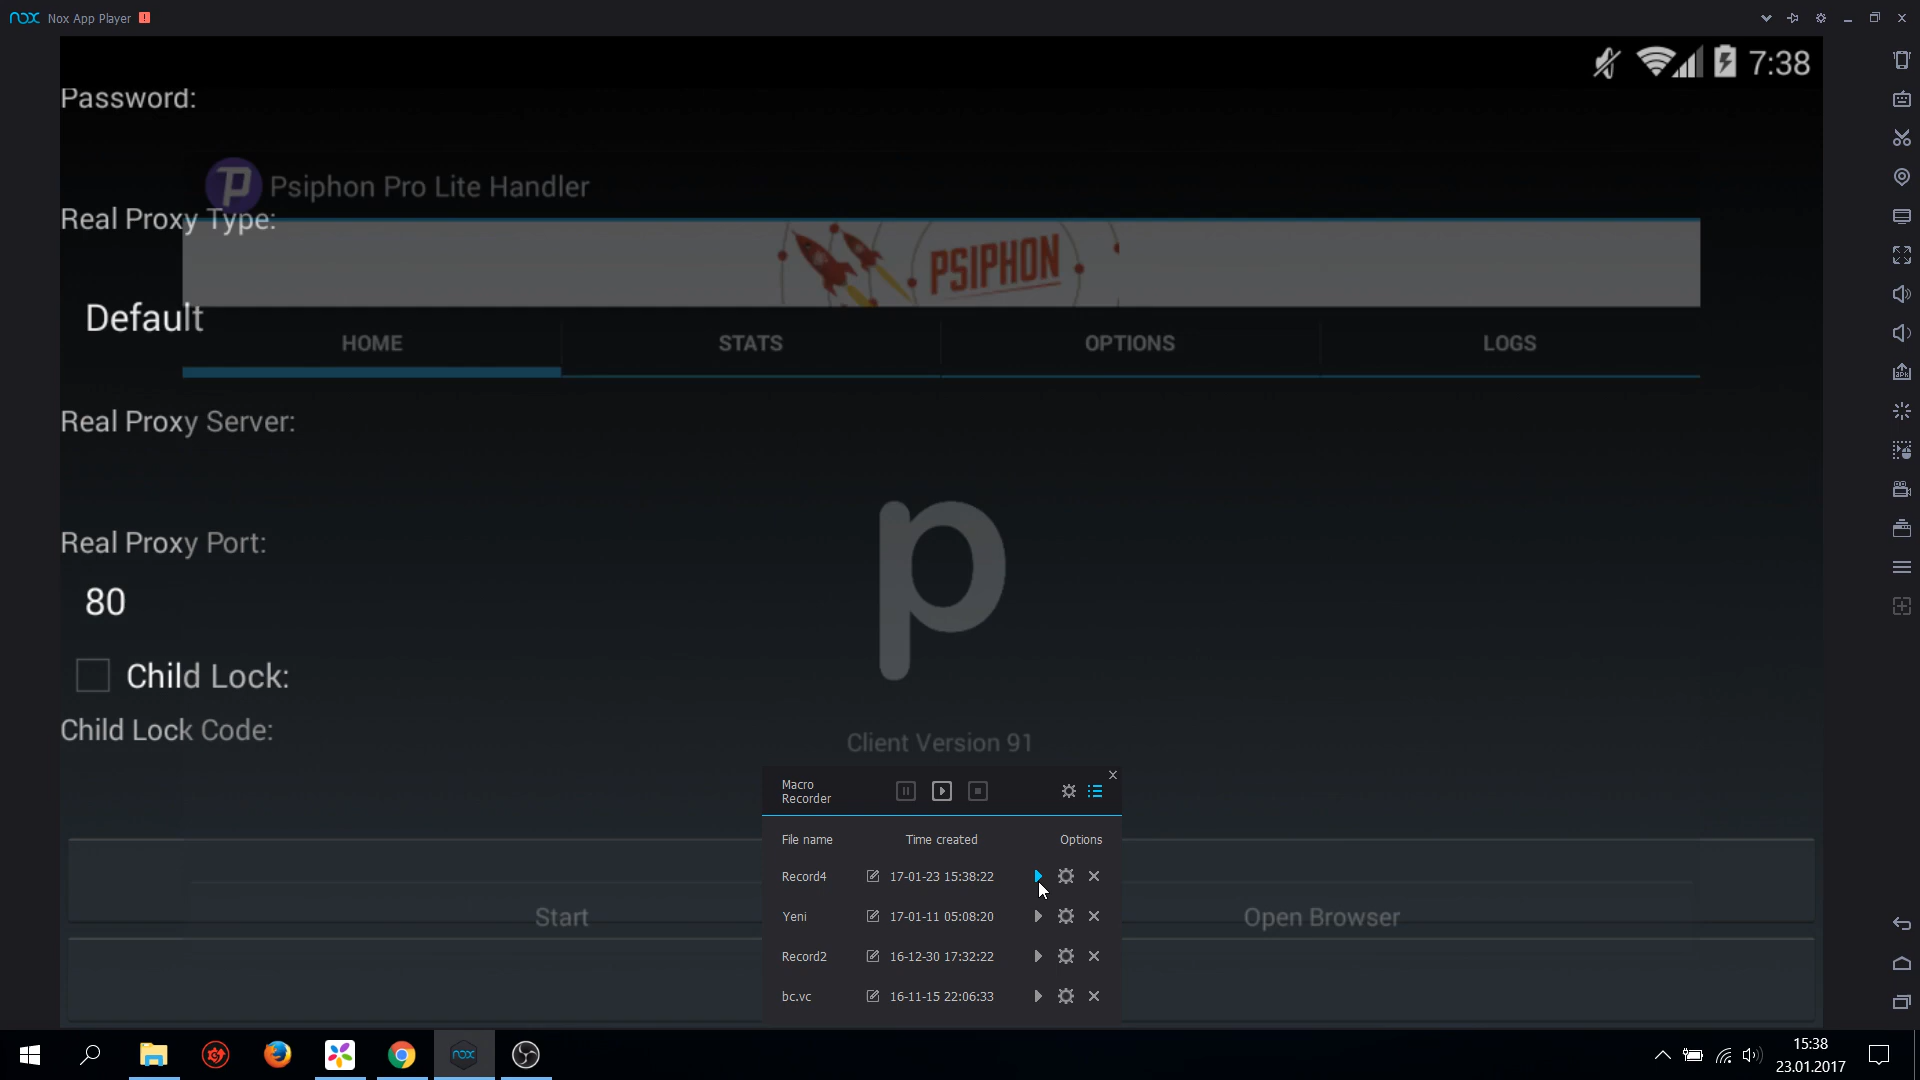 nox Nox App Player
7:38
Password:
Psiphon Pro Lite Handler
Real Proxy Type:
PSIPHON
Default
HOME STATS OPTIONS LOGS
Real Proxy Server:
Real Proxy Port:
80
Child Lock:
Child Lock Code:
Client Version 91
Macro
Recorder
File name Time created Options
Record4 17-01-23 15:38:22
Yeni 17-01-11 05:08:20
Record2 16-12-30 17:32:22
bc.vc 16-11-15 22:06:33
Start Open Browser
nox
15:38
23.01.2017